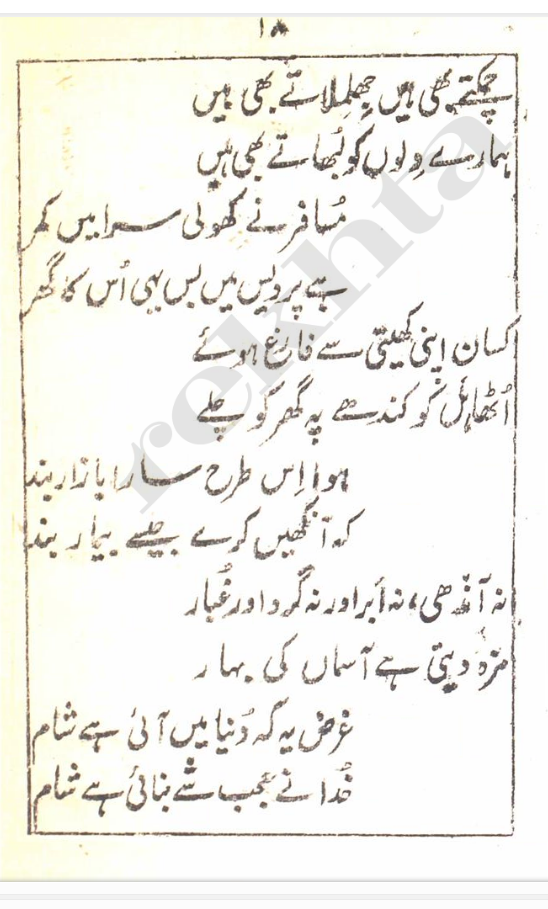 ۱۸
چمکتے بھی ہیں جھلملاتے بھی ہیں
ہمارے دلوں کو لُبھاتے بھی ہیں
مُسافر نے کھولی سرا میں کمر
ہے پردیس میں بس یہی اُس کا گھر
کسان اپنی کھیتی سے فارغ ہوئے
اُٹھا ہَل کو کندھے پہ گھر کو چلے
ہوا اِس طرح سارا بازار بند
کہ آنکھیں کرے جیسے بیمار بند
نہ آندھی، نہ اَبر اور نہ گرد اور غُبار
مزہ دیتی ہے آسماں کی بہار
غرض یہ کہ دُنیا میں آئی ہے شام
خُدا نے عجب شے بنائی ہے شام
rekhta